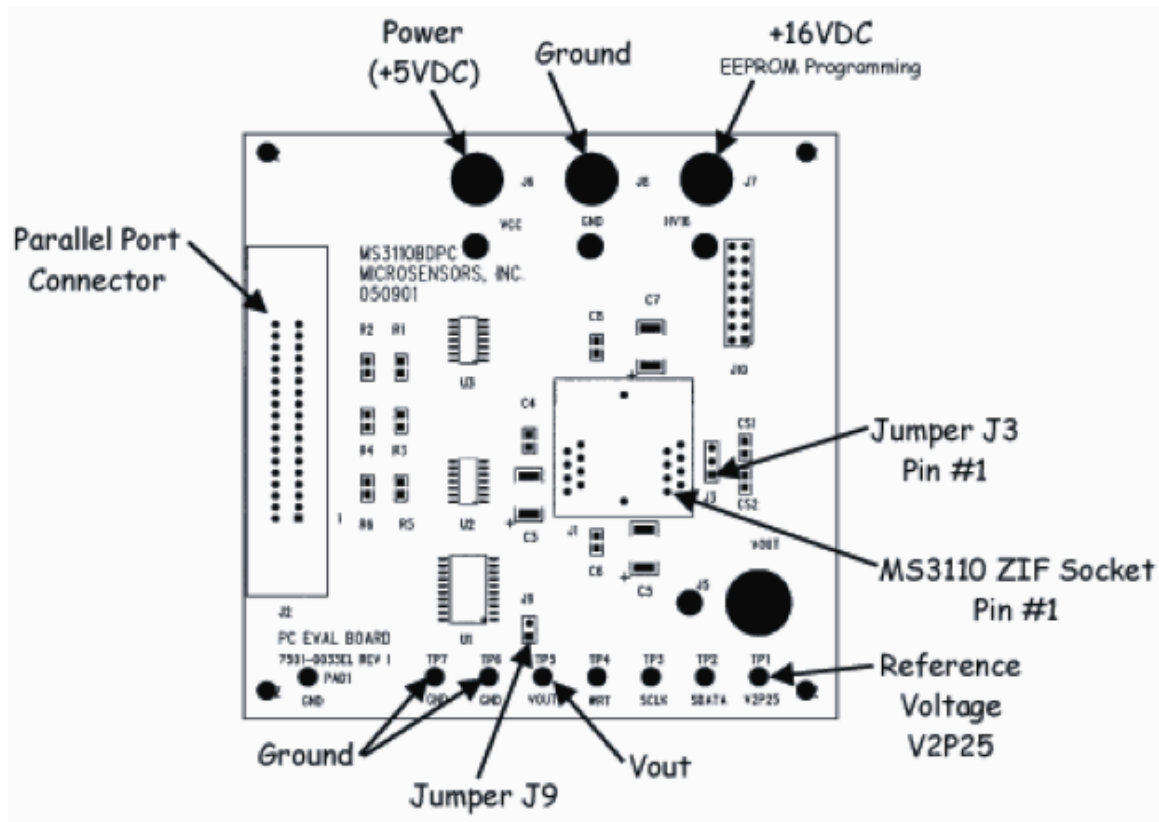 Power
(+5VDC)
Ground
+16VDC
EEPROM Programming
J6
J8
J7
VCC
GND
HV16
Parallel Port
Connector
MS3110BDPC
MICROSENSORS, INC.
050901
R2 R1
C7
U3
J10
C4
CS1
Jumper J3
Pin #1
R4 R3
J3
CS2
R6 R5
1
U2
C3
J1
VOUT
C6
C5
J5
MS3110 ZIF Socket
Pin #1
J2
U1
PC EVAL BOARD
7501-0033EL REV 1
PAD1
GND
TP7 TP6 TP5 TP4 TP3 TP2 TP1
GND GND VOUT WRT SCLK SDATA V2P25
Reference
Voltage
V2P25
Ground
Vout
Jumper J9